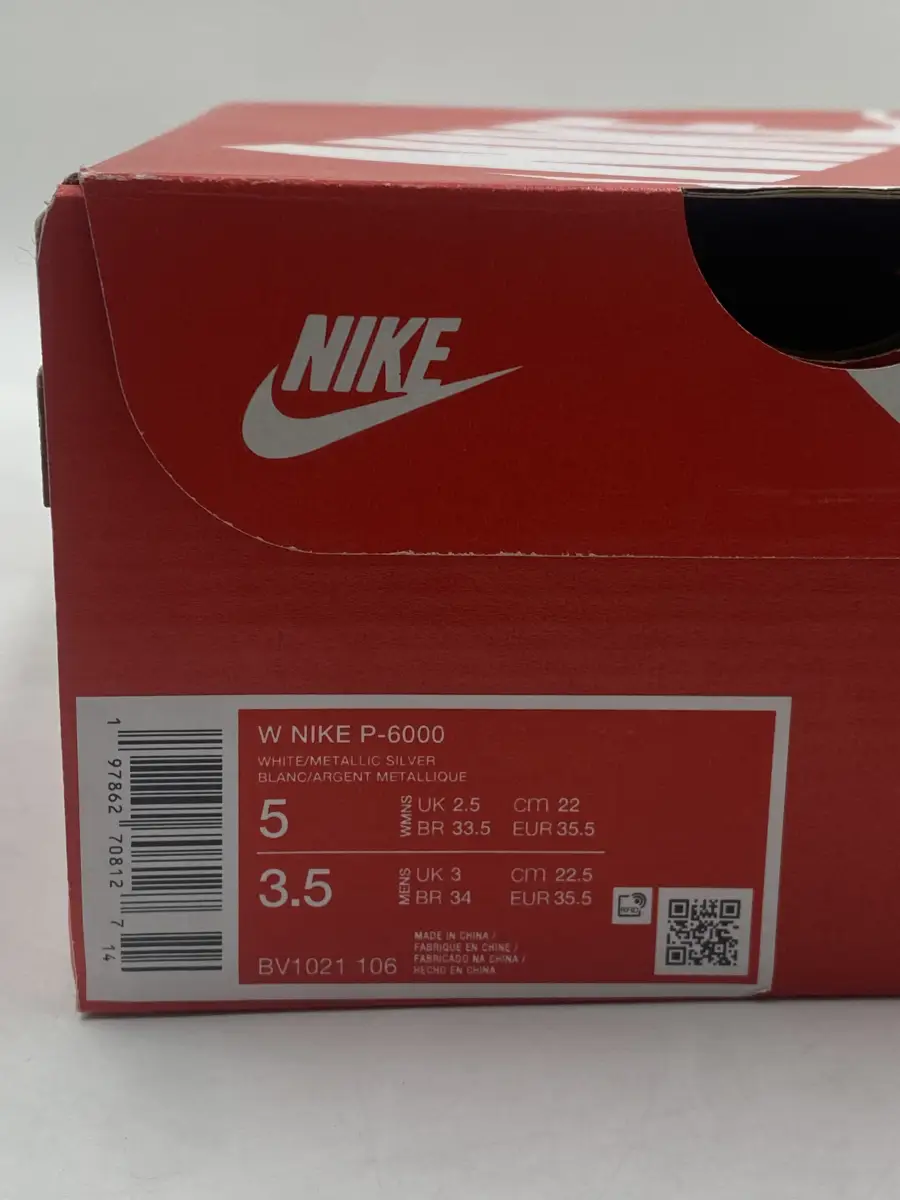 NIKE
W NIKE P-6000
WHITE/METALLIC SILVER
BLANC/ARGENT METALLIQUE
5 WMNS UK 2.5 cm 22
BR 33.5 EUR 35.5
3.5 MENS UK 3 cm 22.5
BR 34 EUR 35.5
MADE IN CHINA /
FABRIQUE EN CHINE /
FABRICADO NA CHINA /
HECHO EN CHINA
BV1021 106
RFID
1 97862 70812 7 14